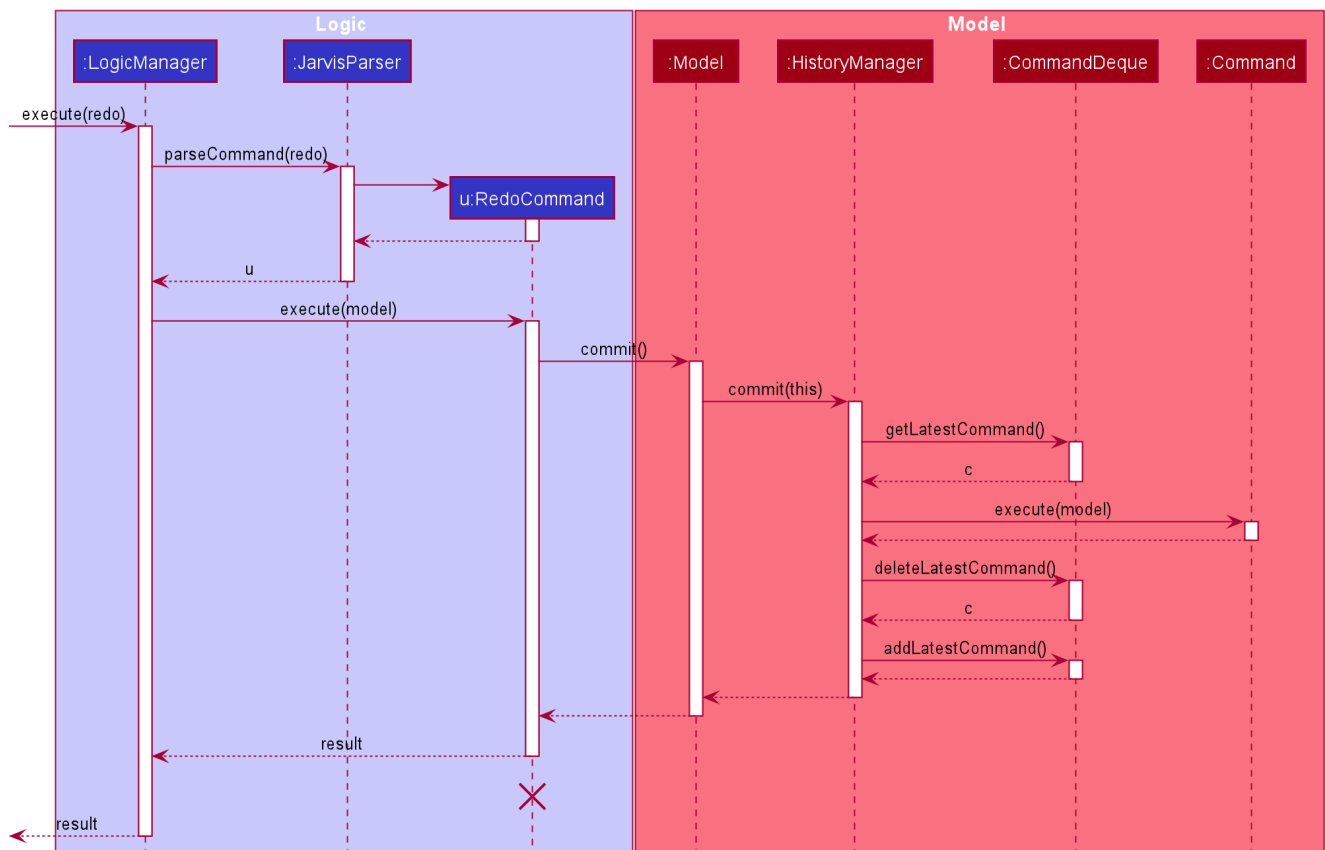 Logic
Model
:LogicManager
:JarvisParser
:Model
:HistoryManager
:CommandDeque
:Command
execute(redo)
parseCommand(redo)
u:RedoCommand
u
execute(model)
commit()
commit(this)
getLatestCommand()
c
execute(model)
deleteLatestCommand()
c
addLatestCommand()
result
result